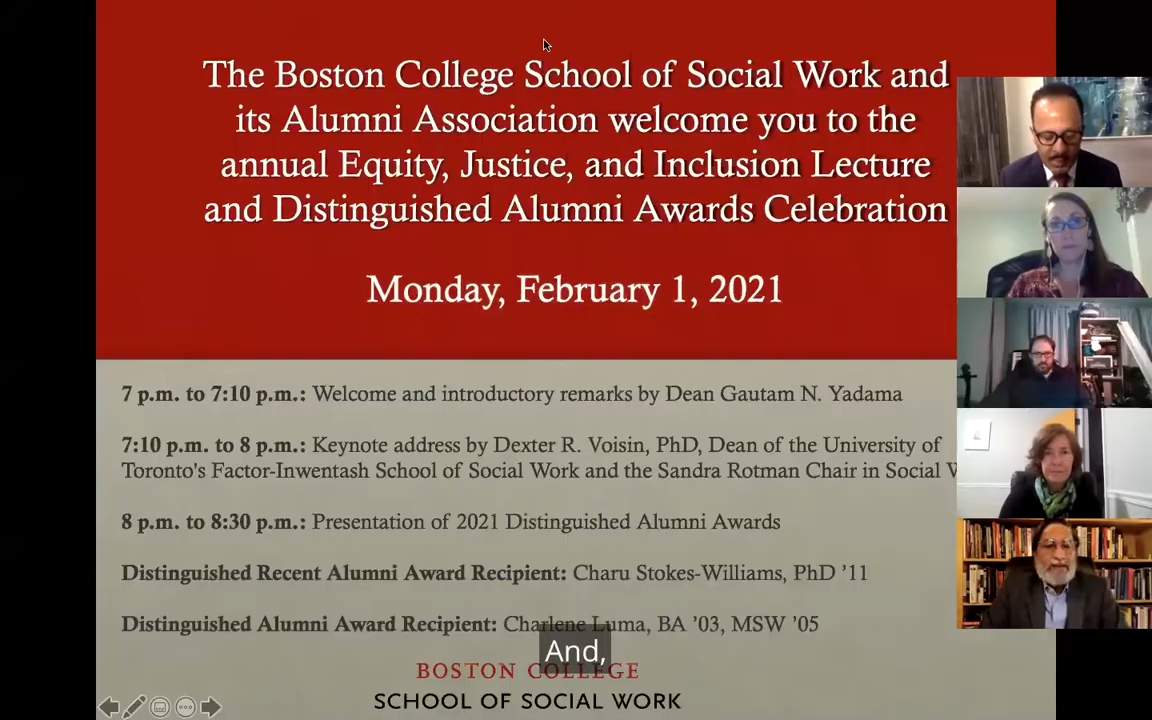 The Boston College School of Social Work and
its Alumni Association welcome you to the
annual Equity, Justice, and Inclusion Lecture
and Distinguished Alumni Awards Celebration
Monday, February 1, 2021
7 p.m. to 7:10 p.m.: Welcome and introductory remarks by Dean Gautam N. Yadama
7:10 p.m. to 8 p.m.: Keynote address by Dexter R. Voisin, PhD, Dean of the University of
Toronto's Factor-Inwentash School of Social Work and the Sandra Rotman Chair in Social W
8 p.m. to 8:30 p.m.: Presentation of 2021 Distinguished Alumni Awards
Distinguished Recent Alumni Award Recipient: Charu Stokes-Williams, PhD ’11
Distinguished Alumni Award Recipient: Charlene Luma, BA ’03, MSW ’05
And,
BOSTON COLLEGE
SCHOOL OF SOCIAL WORK